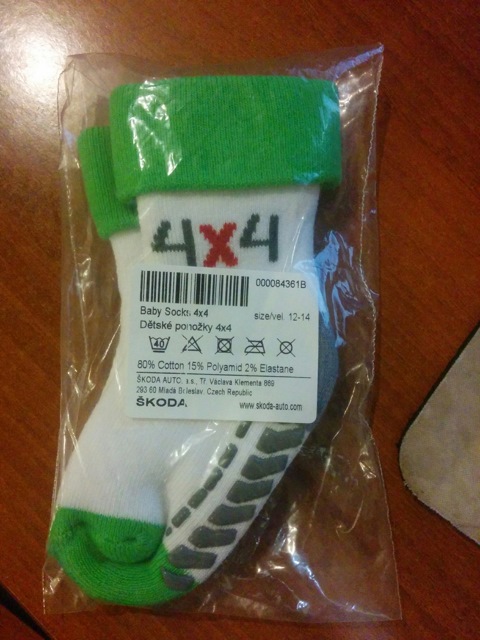 4x4
000084361B
Baby Socks 4x4
size/vel. 12-14
Dětské ponožky 4x4
40
80% Cotton 15% Polyamid 2% Elastane
ŠKODA AUTO. a.s., Tř. Václava Klementa 869
293 60 Mladá Boleslav, Czech Republic
ŠKODA
www.skoda-auto.com